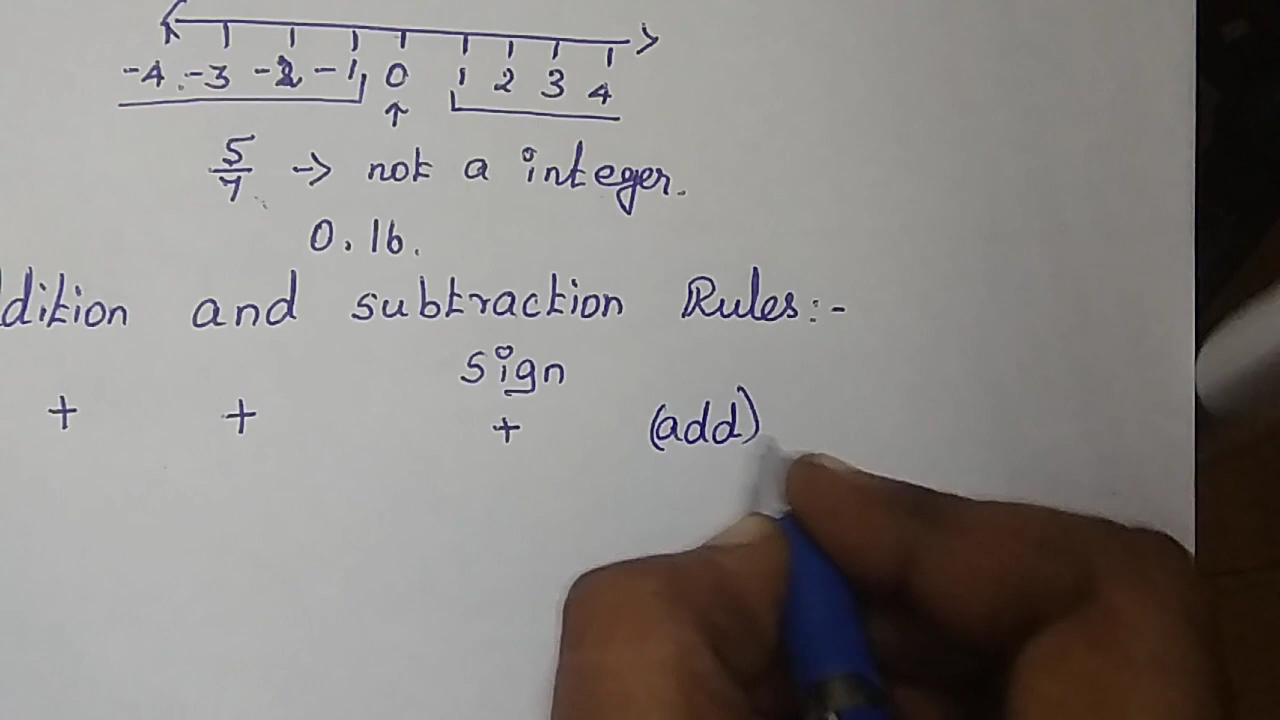 -4 -3 -2 -1, 0 1 2 3 4
↑
5/7 -> not a integer.
0.16.
dition and subtraction Rules:-
sign
+ + + (add)